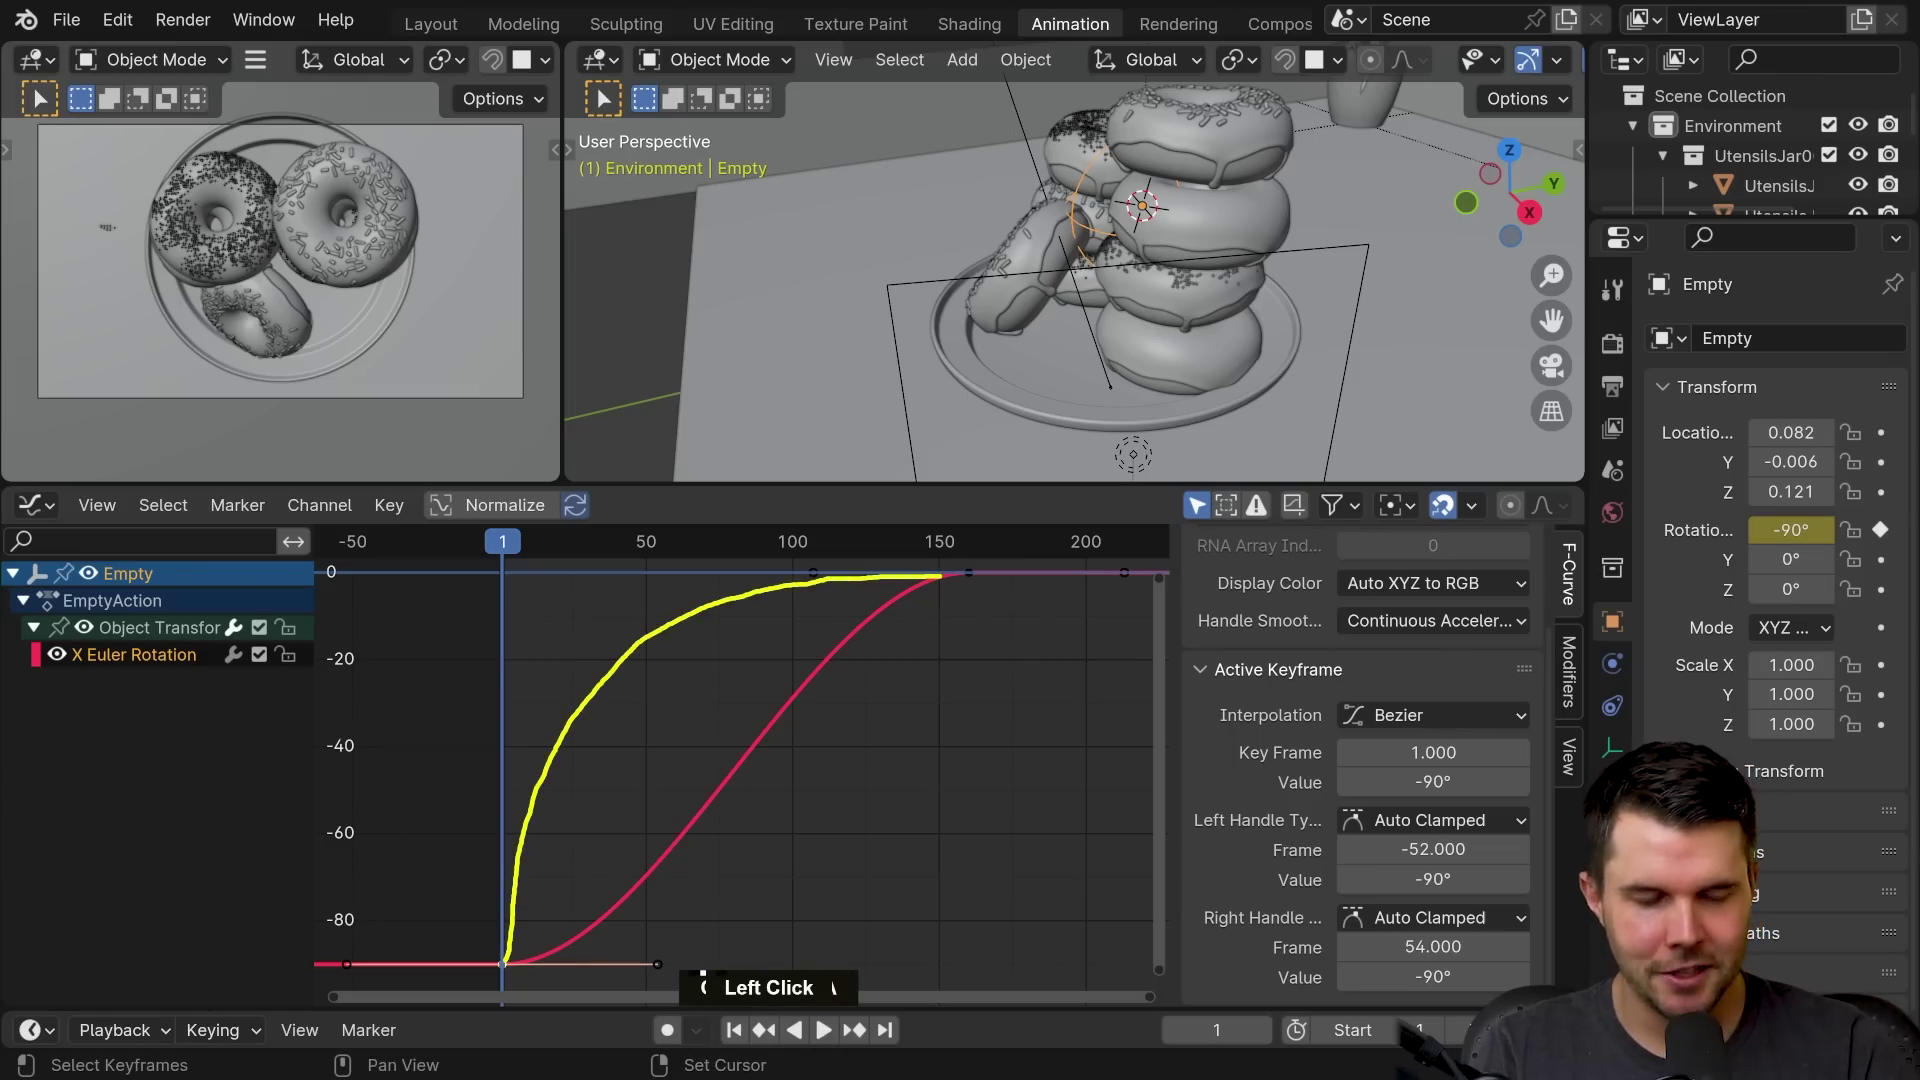 File Edit Render Window Help Layout Modeling Sculpting UV Editing Texture Paint Shading Animation Rendering Compos Scene ViewLayer
Object Mode Global
Options
Object Mode View Select Add Object Global
Options
User Perspective
(1) Environment | Empty
Z
Y
X
Scene Collection
Environment
UtensilsJar0
UtensilsJ
Empty
Empty
Transform
Locatio... 0.082
Y -0.006
Z 0.121
Rotatio... -90°
Y 0°
Z 0°
Mode XYZ ...
Scale X 1.000
Y 1.000
Z 1.000
Transform
s
g
aths
View Select Marker Channel Key Normalize
-50 1 50 100 150 200
Empty
EmptyAction
Object Transfor
X Euler Rotation
0
-20
-40
-60
-80
RNA Array Ind... 0
Display Color Auto XYZ to RGB
Handle Smoot... Continuous Acceler...
Active Keyframe
Interpolation Bezier
Key Frame 1.000
Value -90°
Left Handle Ty... Auto Clamped
Frame -52.000
Value -90°
Right Handle ... Auto Clamped
Frame 54.000
Value -90°
F-Curve
Modifiers
View
Left Click
Playback Keying View Marker 1 Start 1
Select Keyframes Pan View Set Cursor